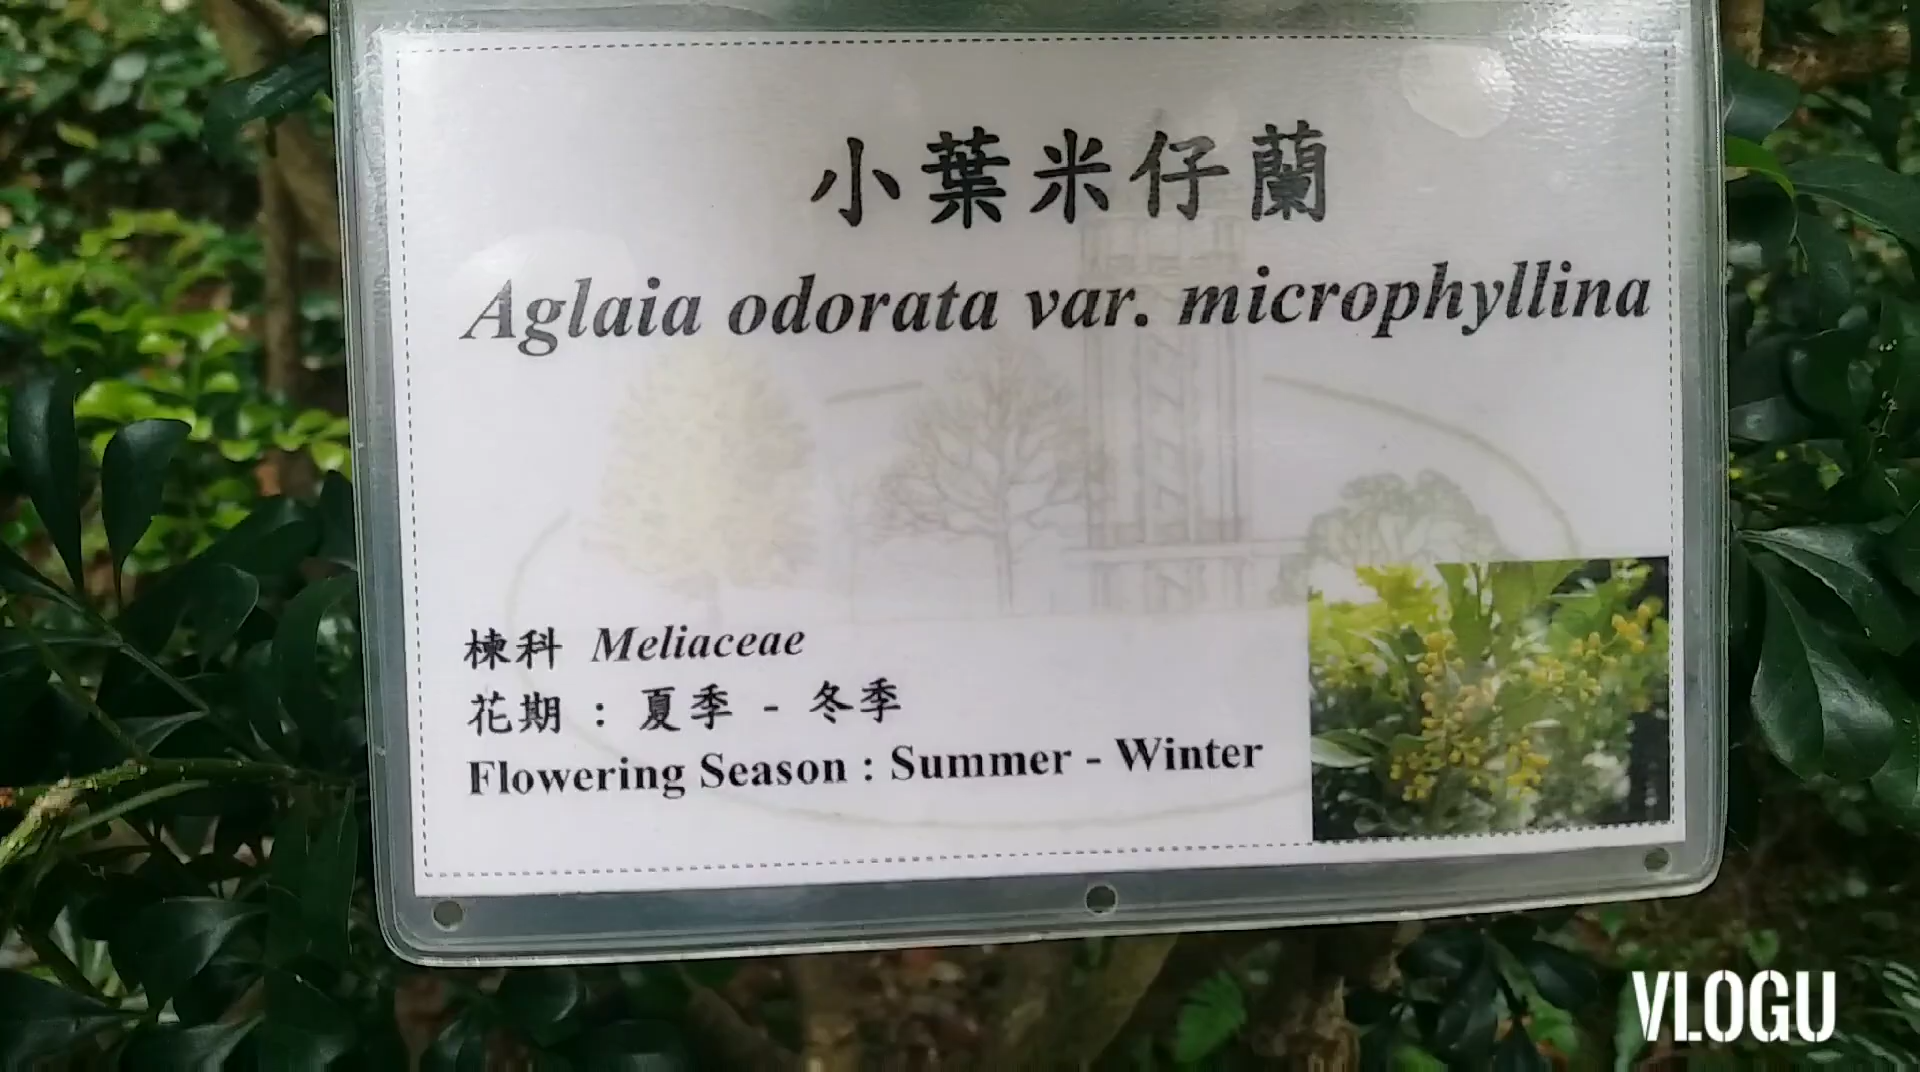 小葉米仔蘭
Aglaia odorata var. microphyllina
楝科 Meliaceae
花期 : 夏季 - 冬季
Flowering Season : Summer - Winter
VLOGU